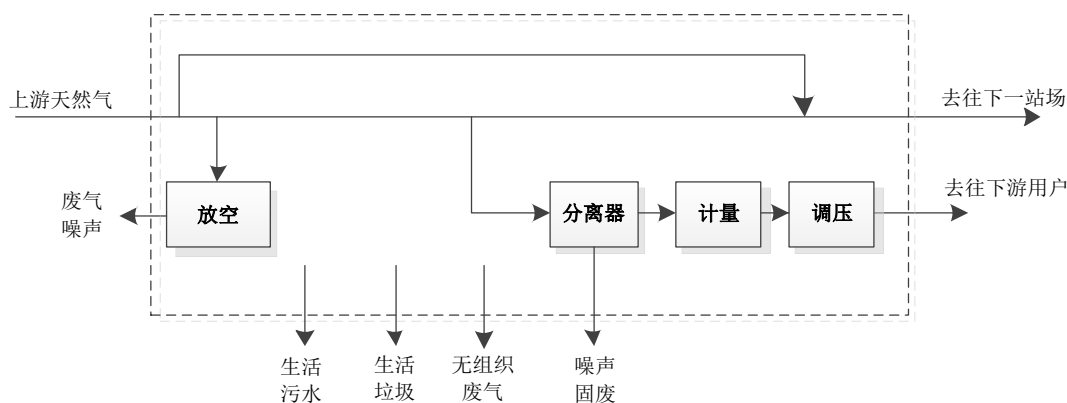 上游天然气
去往下一站场
废气
噪声
放空
分离器
计量
调压
去往下游用户
生活
污水
生活
垃圾
无组织
废气
噪声
固废